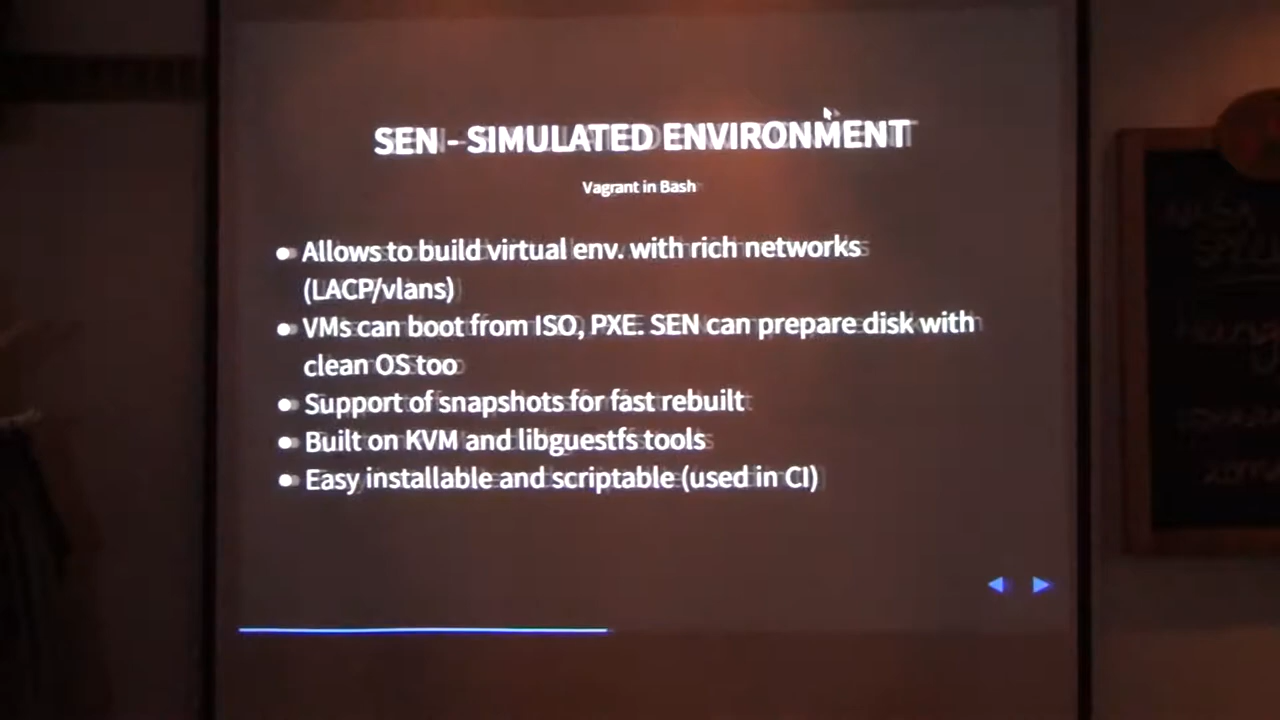 SEN - SIMULATED ENVIRONMENT
Vagrant in Bash
Allows to build virtual env. with rich networks
(LACP/vlans)
VMs can boot from ISO, PXE. SEN can prepare disk with
clean OS too
Support of snapshots for fast rebuilt
Built on KVM and libguestfs tools
Easy installable and scriptable (used in CI)